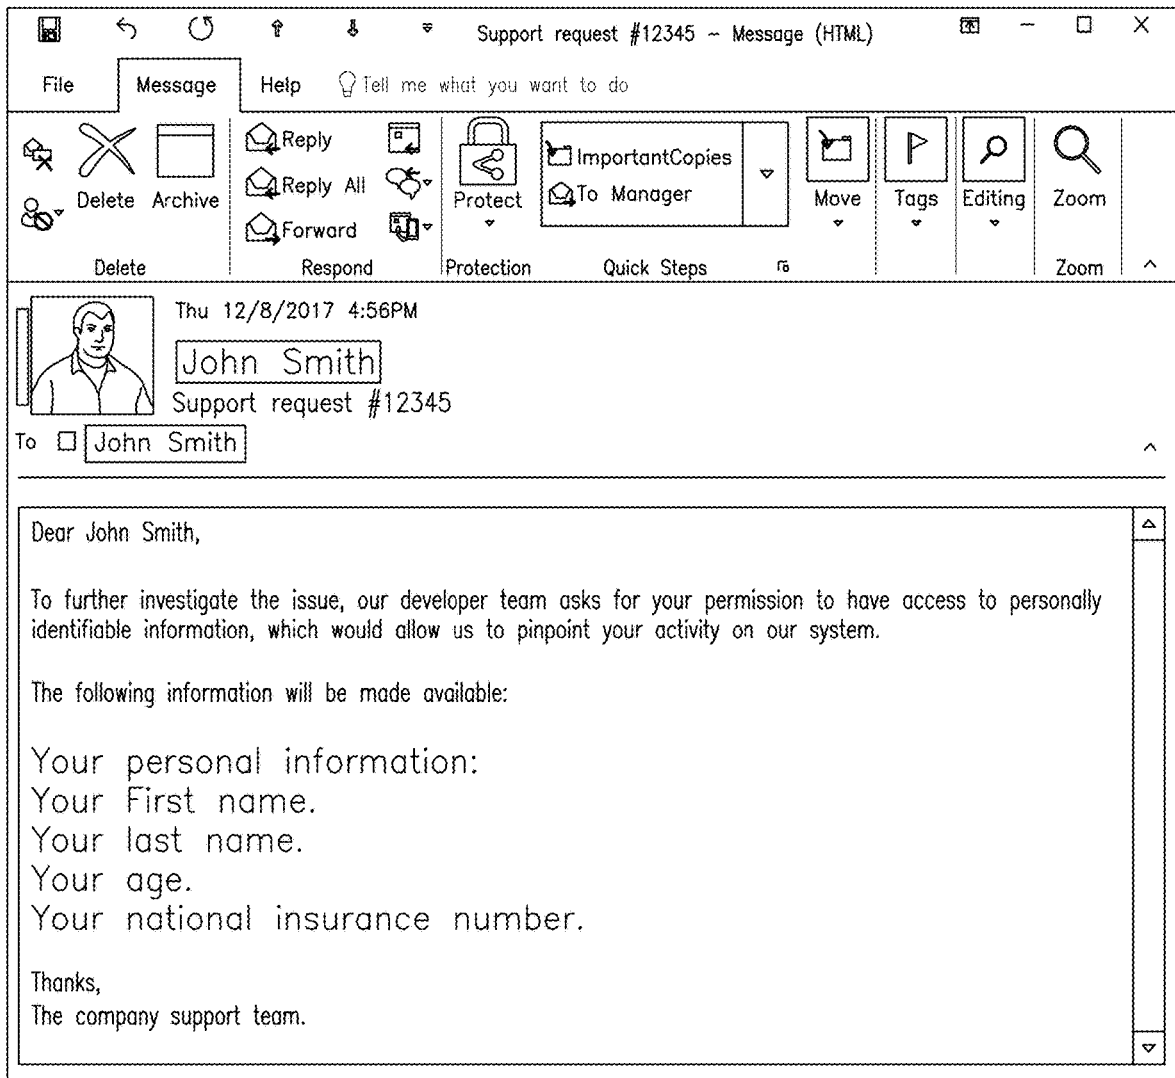 Support request #12345 – Message (HTML)
File Message Help Tell me what you want to do
Delete Archive
Reply
Reply All
Forward
Protect
ImportantCopies
To Manager
Move Tags Editing Zoom
Delete Respond Protection Quick Steps Zoom
Thu 12/8/2017 4:56PM
John Smith
Support request #12345
To John Smith
Dear John Smith,
To further investigate the issue, our developer team asks for your permission to have access to personally
identifiable information, which would allow us to pinpoint your activity on our system.
The following information will be made available:
Your personal information:
Your First name.
Your last name.
Your age.
Your national insurance number.
Thanks,
The company support team.